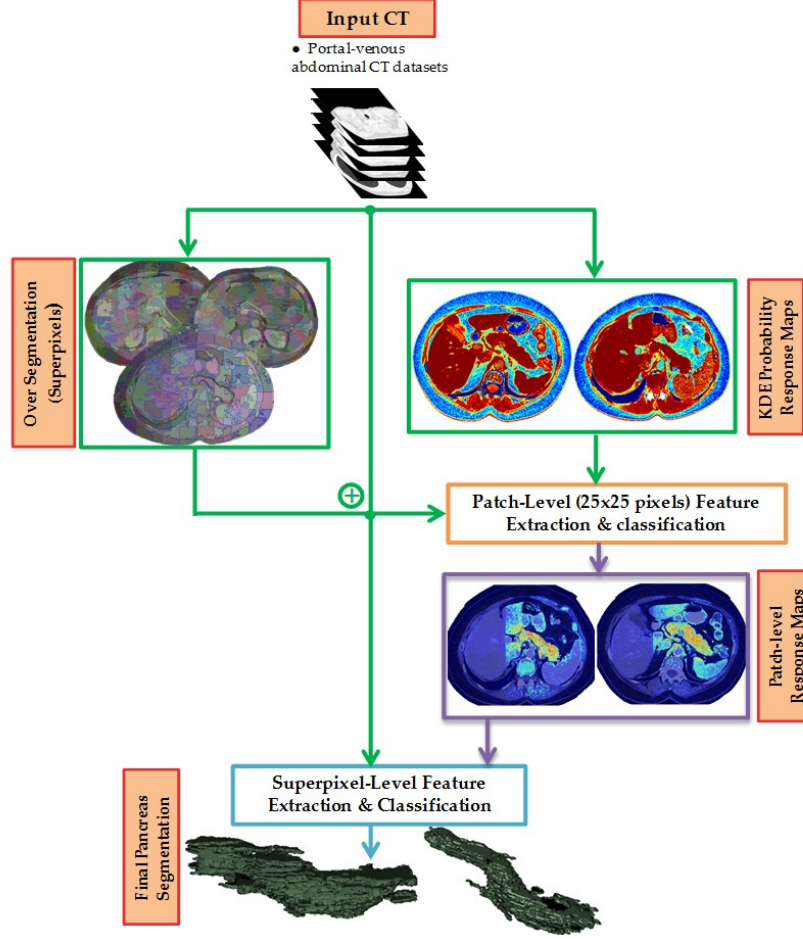 Input CT
● Portal-venous
abdominal CT datasets
Over Segmentation
(Superpixels)
KDE Probability
Response Maps
Patch-Level (25x25 pixels) Feature
Extraction & classification
Patch-level
Response Maps
Superpixel-Level Feature
Extraction & Classification
Final Pancreas
Segmentation